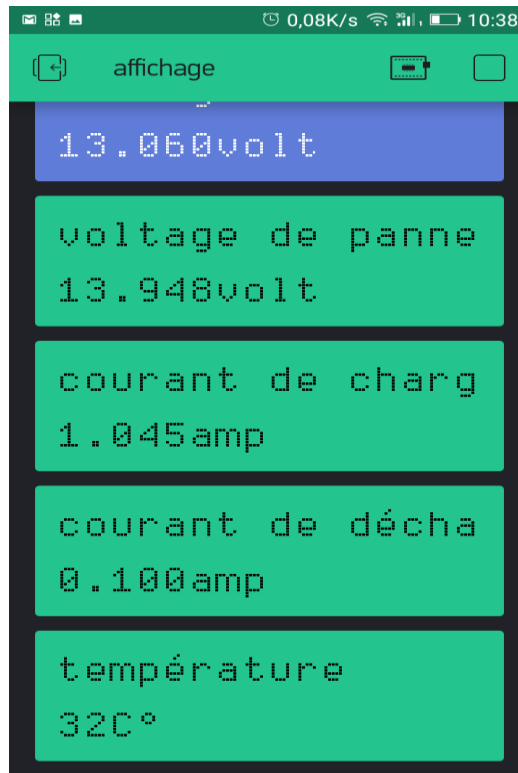 0,08K/s 10:38
affichage
13.060volt
voltage de panne
13.948volt
courant de charg
1.045amp
courant de décha
0.100amp
température
32C°